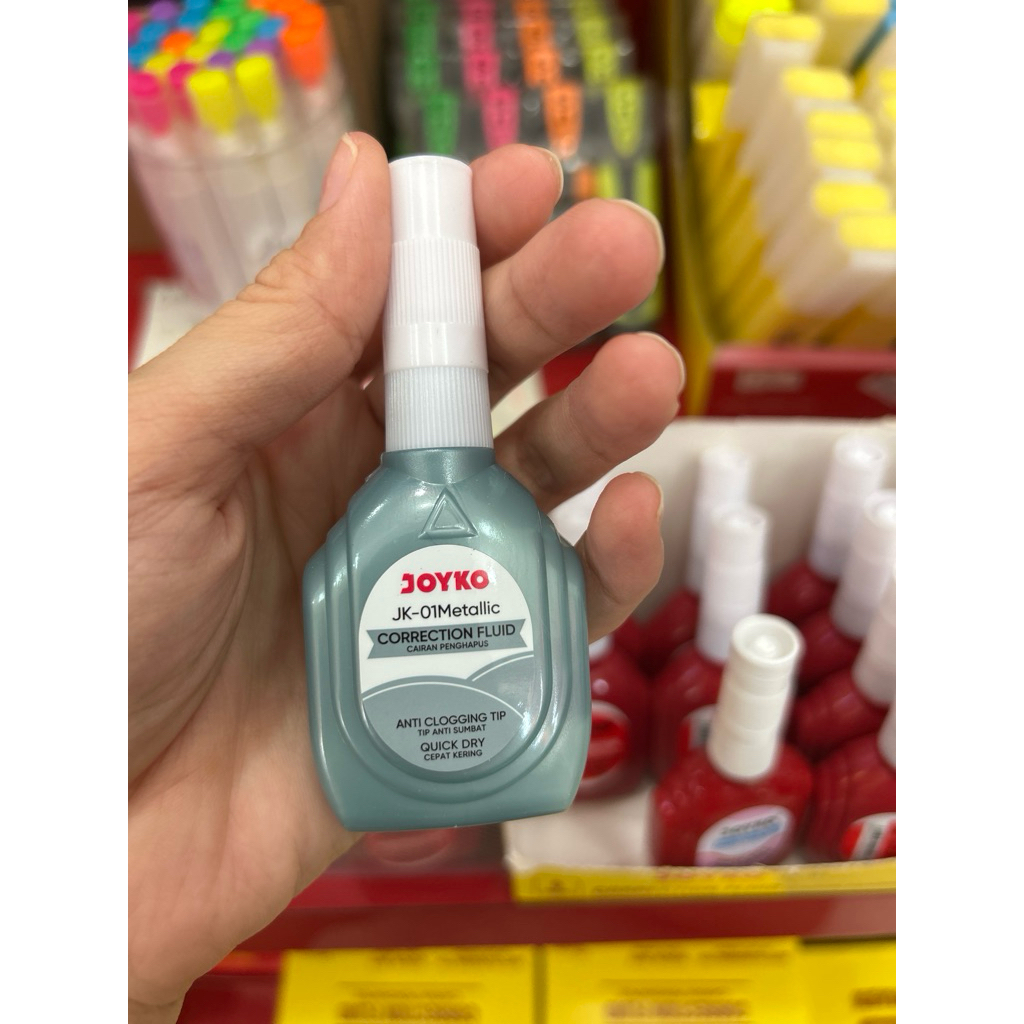 JOYKO
JK-01Metallic
CORRECTION FLUID
CAIRAN PENGHAPUS
ANTI CLOGGING TIP
TIP ANTI SUMBAT
QUICK DRY
CEPAT KERING